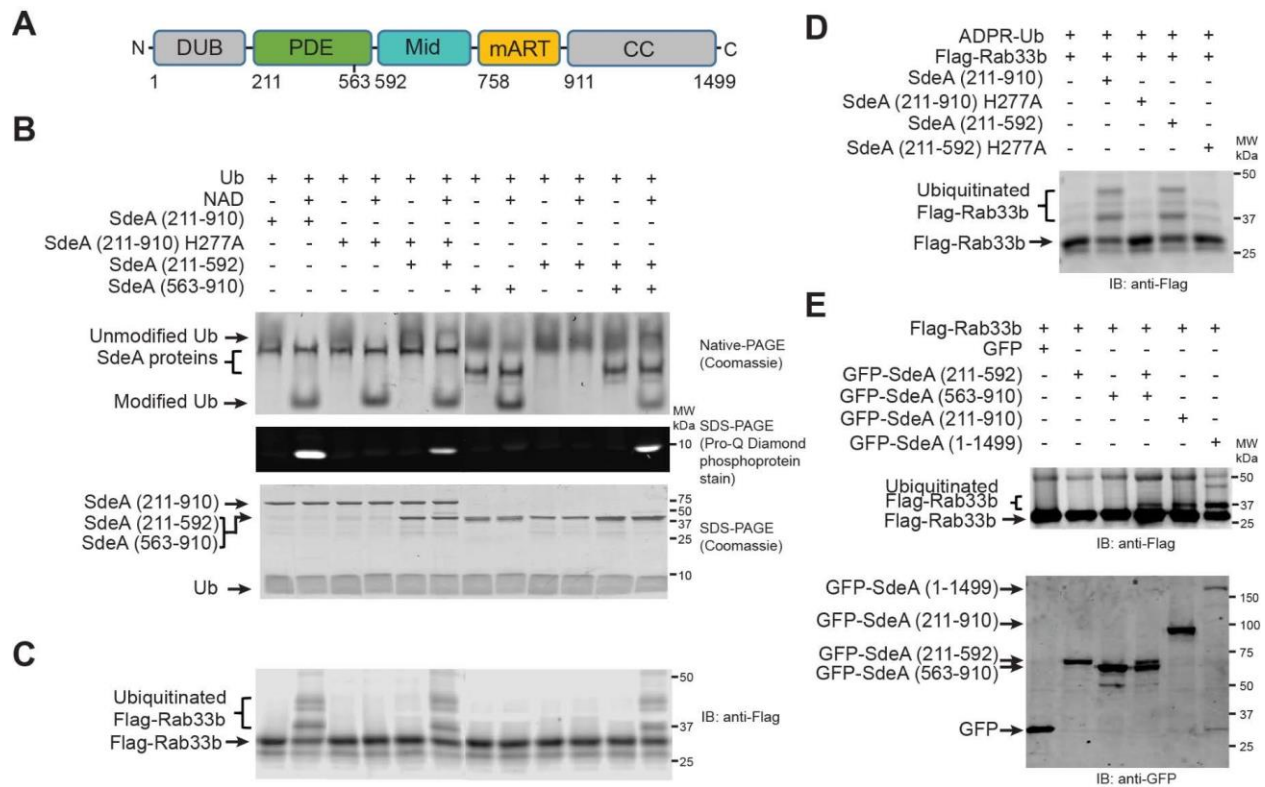 A
N DUB PDE Mid mART CC C
1 211 563 592 758 911 1499
B
Ub + + + + + + + + + + + +
NAD - + - + - + - + - + - +
SdeA (211-910) + + - - - - - - - - - -
SdeA (211-910) H277A - - + + + + - - - - - -
SdeA (211-592) - - - - + + - - + + + +
SdeA (563-910) - - - - - - + + - - + +
Unmodified Ub
SdeA proteins
Modified Ub
Native-PAGE
(Coomassie)
MW
kDa
10
SDS-PAGE
(Pro-Q Diamond
phosphoprotein
stain)
SdeA (211-910)
SdeA (211-592)
SdeA (563-910)
Ub
75
50
37
25
10
SDS-PAGE
(Coomassie)
C
Ubiquitinated
Flag-Rab33b
Flag-Rab33b
50
37
25
IB: anti-Flag
D
ADPR-Ub + + + + +
Flag-Rab33b + + + + +
SdeA (211-910) - + - - -
SdeA (211-910) H277A - - + - -
SdeA (211-592) - - - + -
SdeA (211-592) H277A - - - - +
MW
kDa
Ubiquitinated
Flag-Rab33b
Flag-Rab33b
50
37
25
IB: anti-Flag
E
Flag-Rab33b + + + + + +
GFP + - - - - -
GFP-SdeA (211-592) - + - + - -
GFP-SdeA (563-910) - - + + - -
GFP-SdeA (211-910) - - - - + -
GFP-SdeA (1-1499) - - - - - +
MW
kDa
Ubiquitinated
Flag-Rab33b
Flag-Rab33b
50
37
25
IB: anti-Flag
GFP-SdeA (1-1499)
GFP-SdeA (211-910)
GFP-SdeA (211-592)
GFP-SdeA (563-910)
GFP
150
100
75
50
37
25
IB: anti-GFP